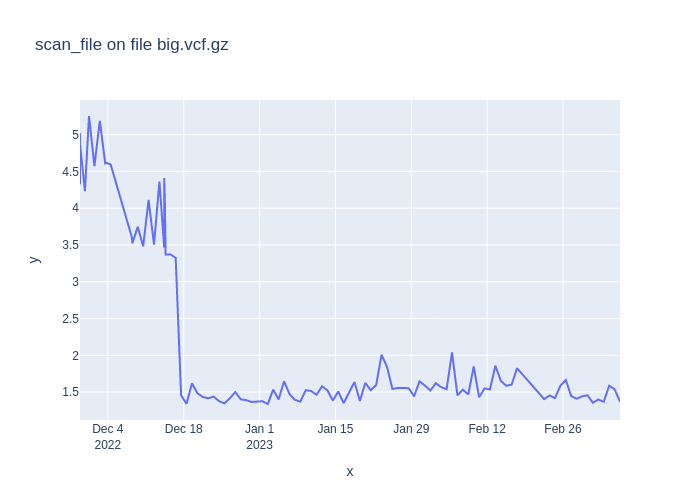 scan_file on file big.vcf.gz
y
5
4.5
4
3.5
3
2.5
2
1.5
Dec 4
2022
Dec 18
Jan 1
2023
Jan 15
Jan 29
Feb 12
Feb 26
x